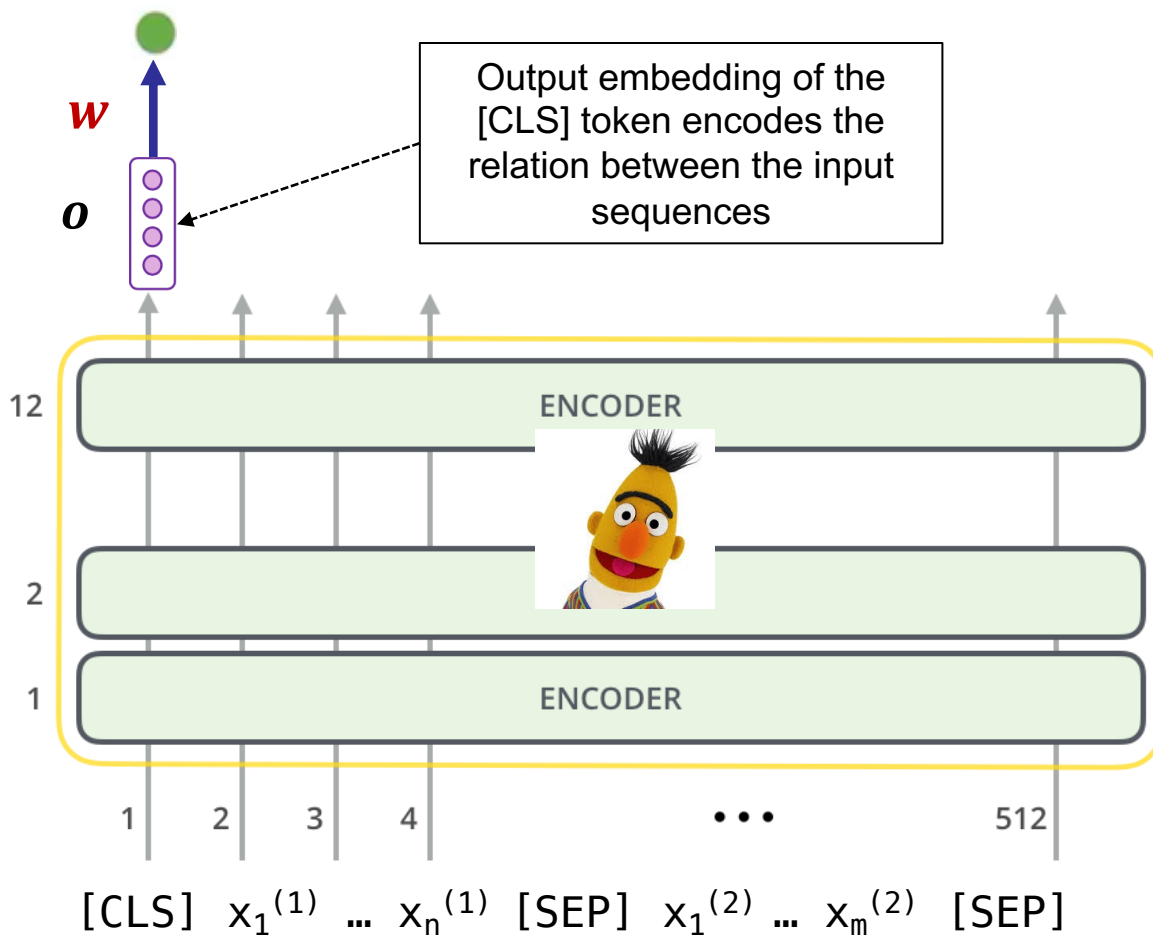 w
o
Output embedding of the
[CLS] token encodes the
relation between the input
sequences
12
ENCODER
2
1
ENCODER
1 2 3 4 ••• 512
[CLS] x₁⁽¹⁾ … xₙ⁽¹⁾ [SEP] x₁⁽²⁾ … xₘ⁽²⁾ [SEP]